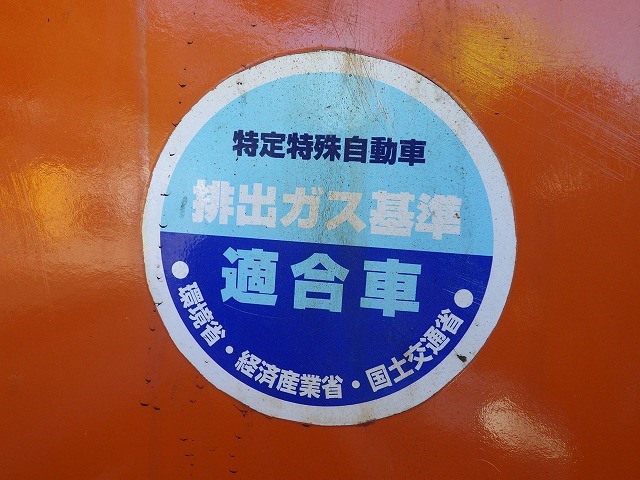 特定特殊自動車
排出ガス基準
適合車
●環境省・経済産業省・国土交通省●